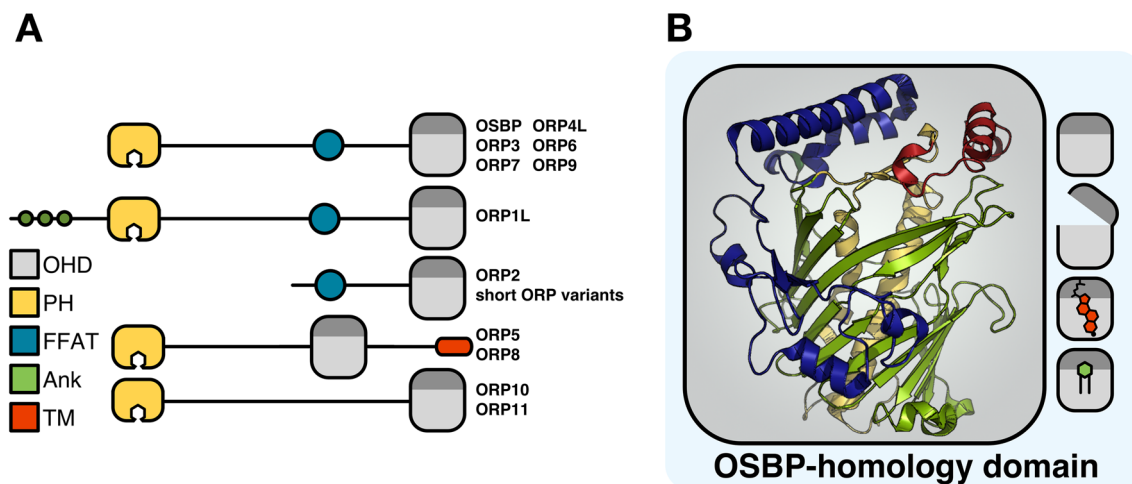 A
OSBP ORP4L
ORP3 ORP6
ORP7 ORP9
ORP1L
ORP2
short ORP variants
ORP5
ORP8
ORP10
ORP11
OHD
PH
FFAT
Ank
TM
B
OSBP-homology domain